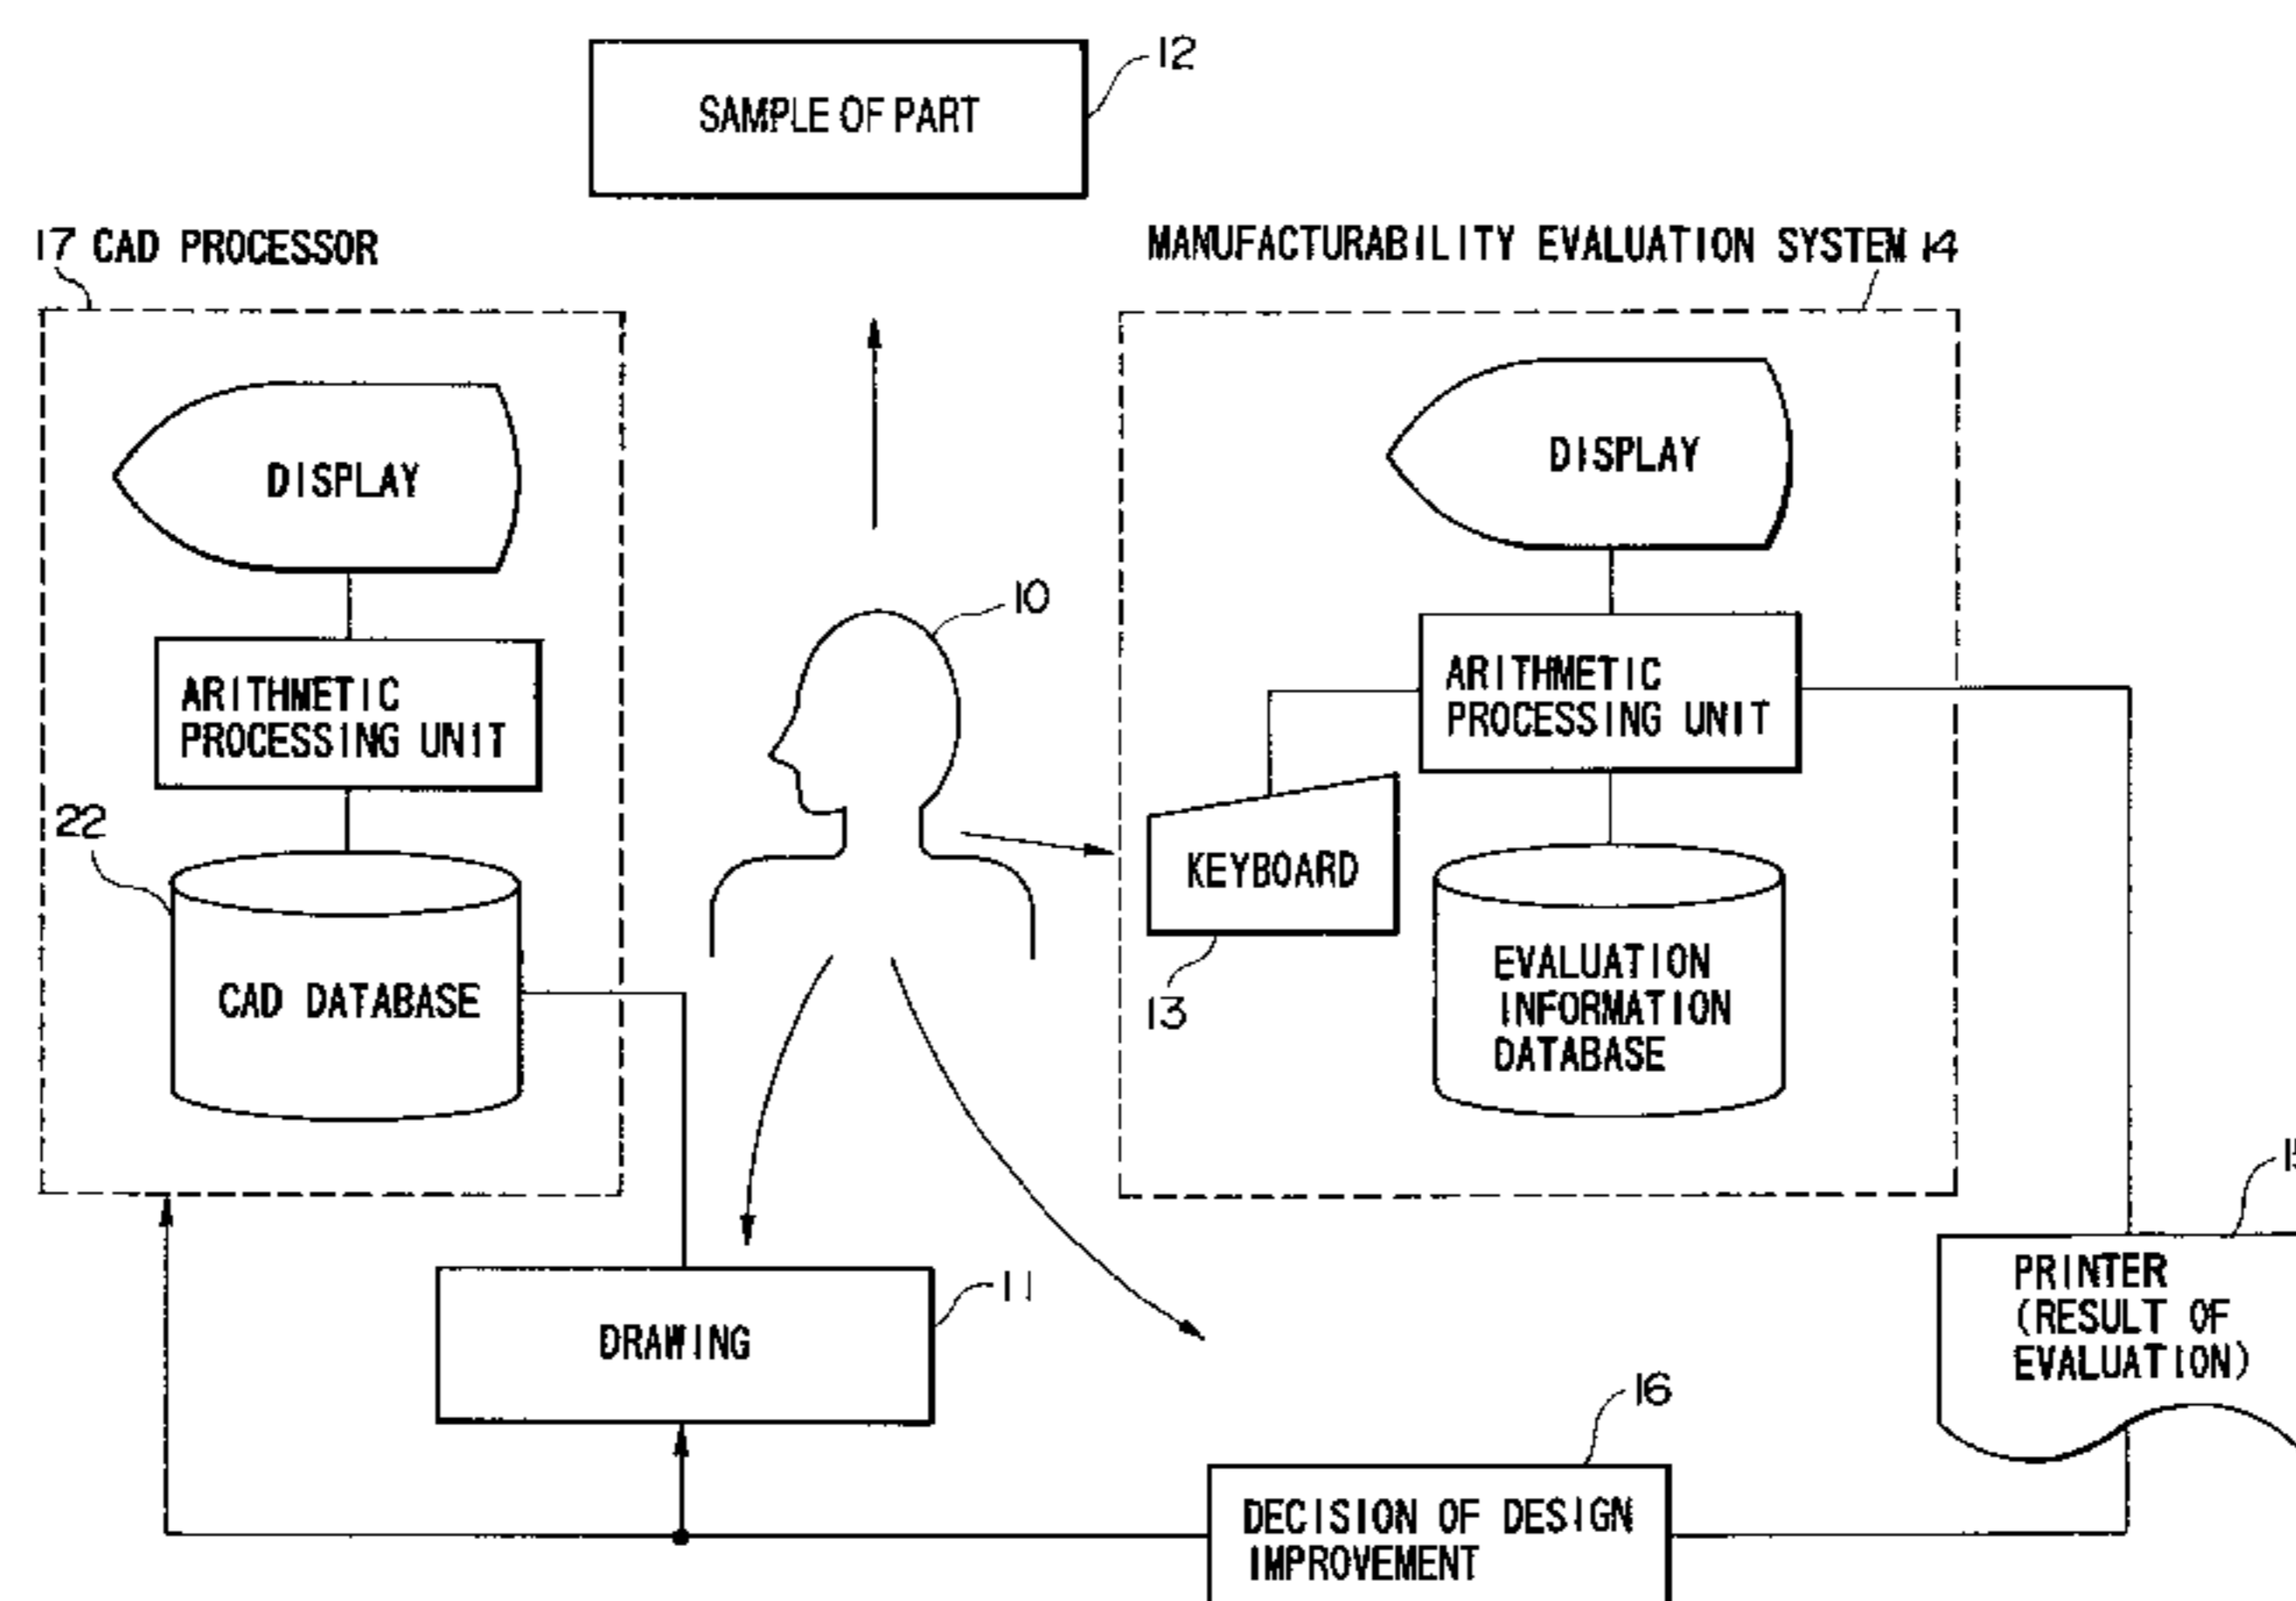 12
SAMPLE OF PART
17 CAD PROCESSOR
MANUFACTURABILITY EVALUATION SYSTEM 14
DISPLAY
DISPLAY
10
ARITHMETIC
PROCESSING UNIT
ARITHMETIC
PROCESSING UNIT
22
KEYBOARD
CAD DATABASE
13
EVALUATION
INFORMATION
DATABASE
11
DRAWING
PRINTER
(RESULT OF
EVALUATION)
16
DECISION OF DESIGN
IMPROVEMENT